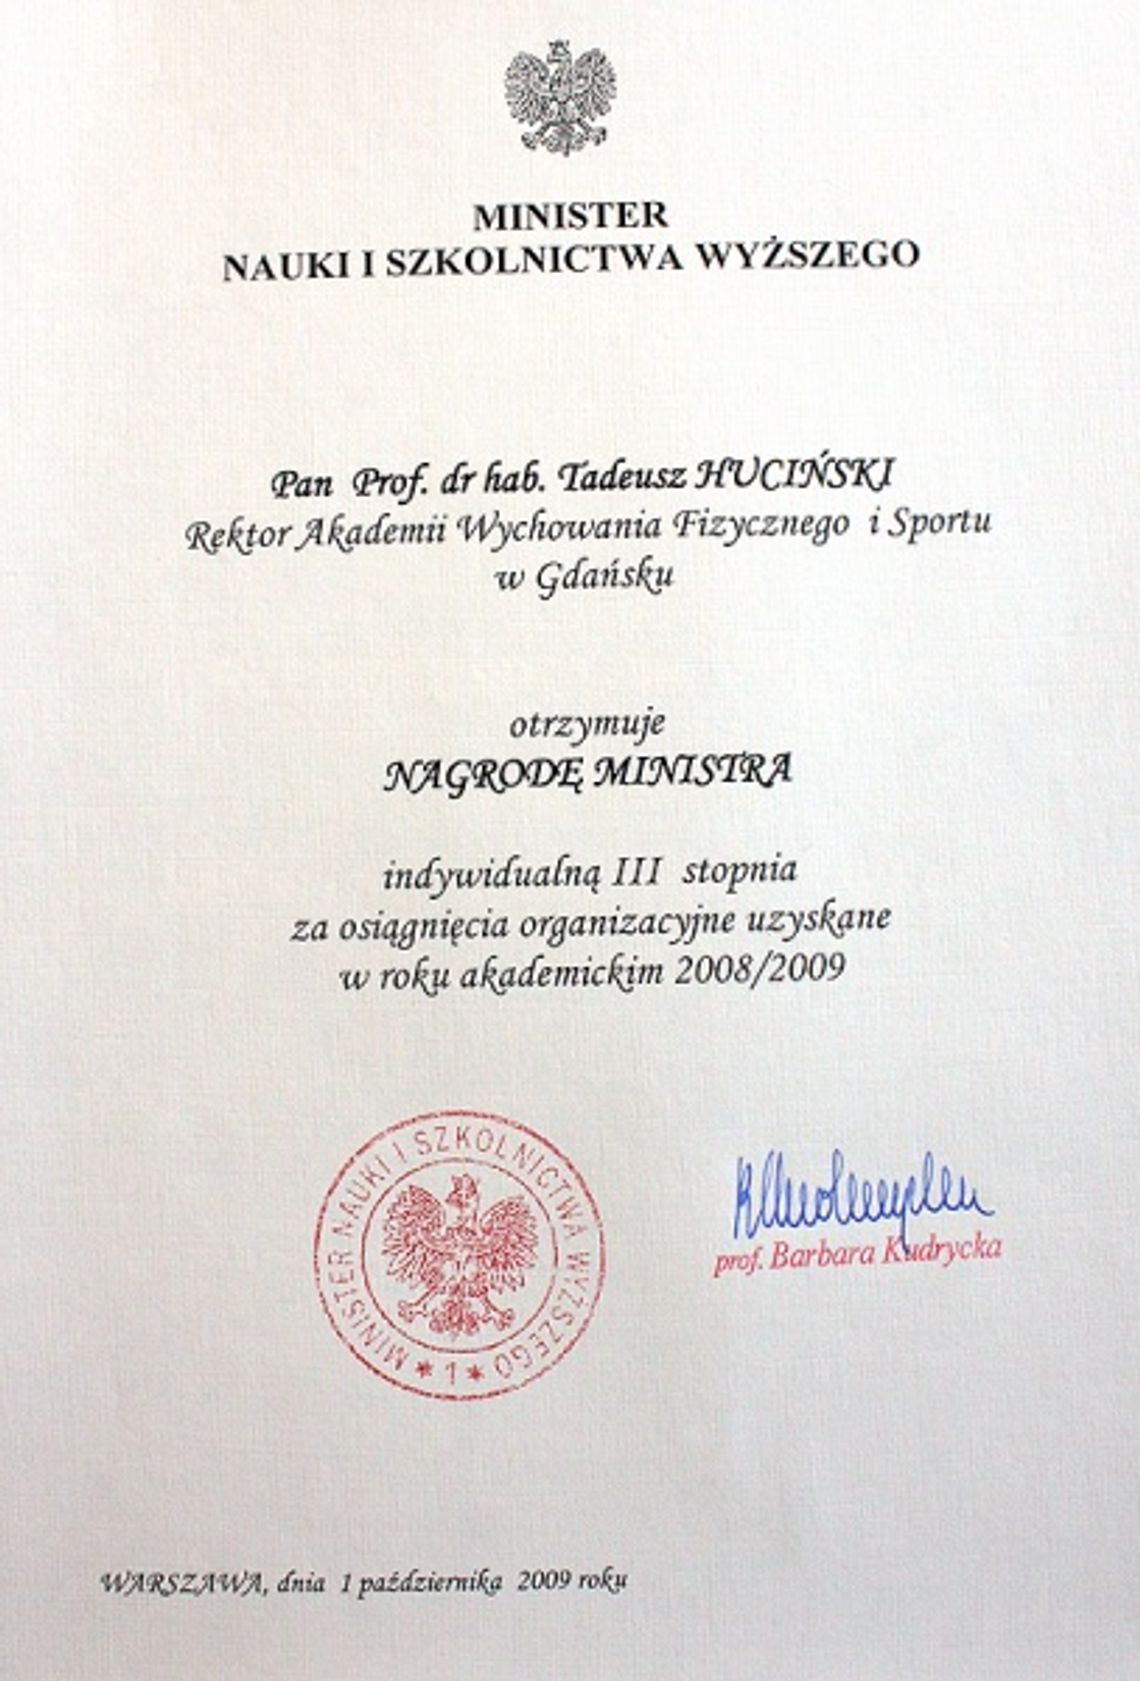 MINISTER
NAUKI I SZKOLNICTWA WYŻSZEGO
Pan Prof. dr hab. Tadeusz HUCIŃSKI
Rektor Akademii Wychowania Fizycznego i Sportu
w Gdańsku
otrzymuje
NAGRODĘ MINISTRA
indywidualną III stopnia
za osiągnięcia organizacyjne uzyskane
w roku akademickim 2008/2009
MINISTER NAUKI I SZKOLNICTWA WYŻSZEGO * 1 *
prof. Barbara Kudrycka
WARSZAWA, dnia 1 października 2009 roku